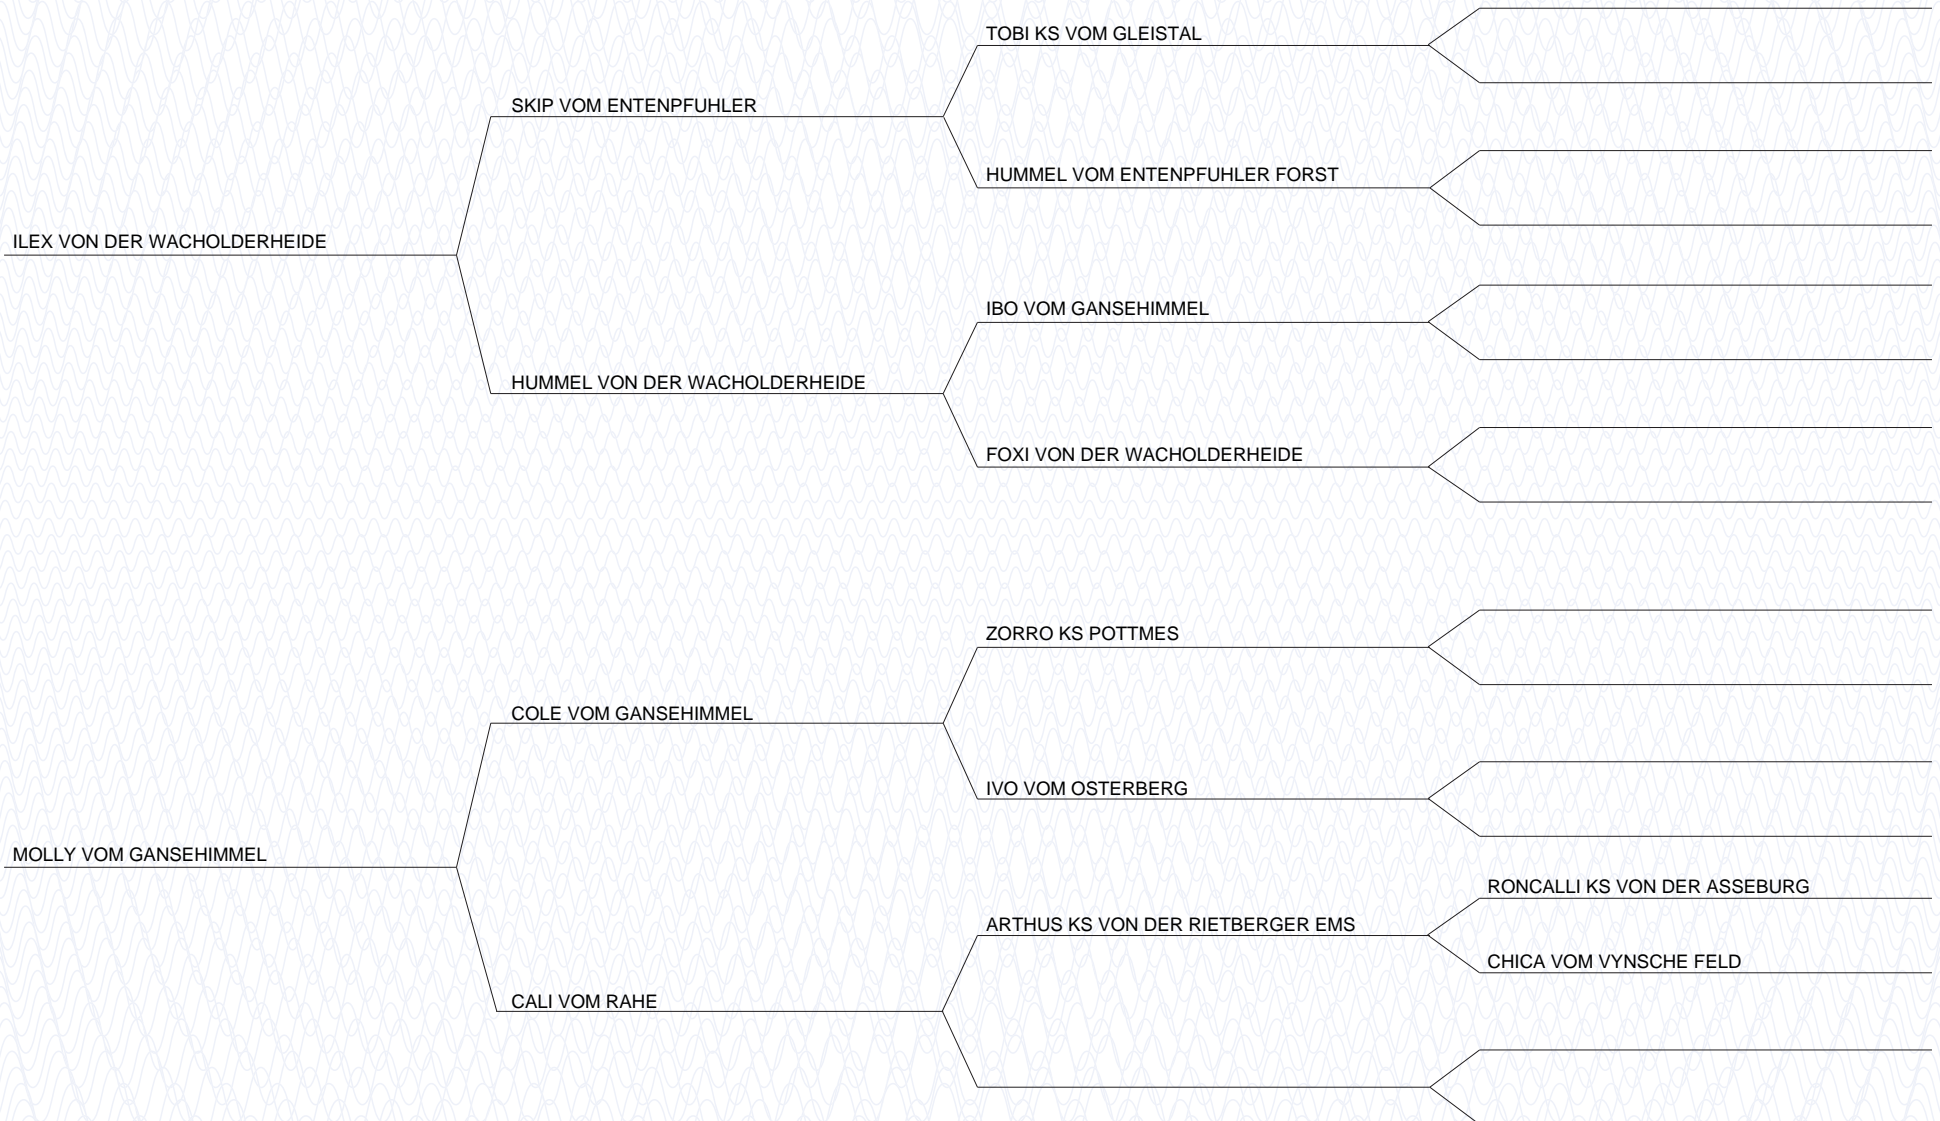 TOBI KS VOM GLEISTAL
SKIP VOM ENTENPFUHLER
HUMMEL VOM ENTENPFUHLER FORST
ILEX VON DER WACHOLDERHEIDE
IBO VOM GANSEHIMMEL
HUMMEL VON DER WACHOLDERHEIDE
FOXI VON DER WACHOLDERHEIDE
ZORRO KS POTTMES
COLE VOM GANSEHIMMEL
IVO VOM OSTERBERG
MOLLY VOM GANSEHIMMEL
RONCALLI KS VON DER ASSEBURG
ARTHUS KS VON DER RIETBERGER EMS
CHICA VOM VYNSCHE FELD
CALI VOM RAHE